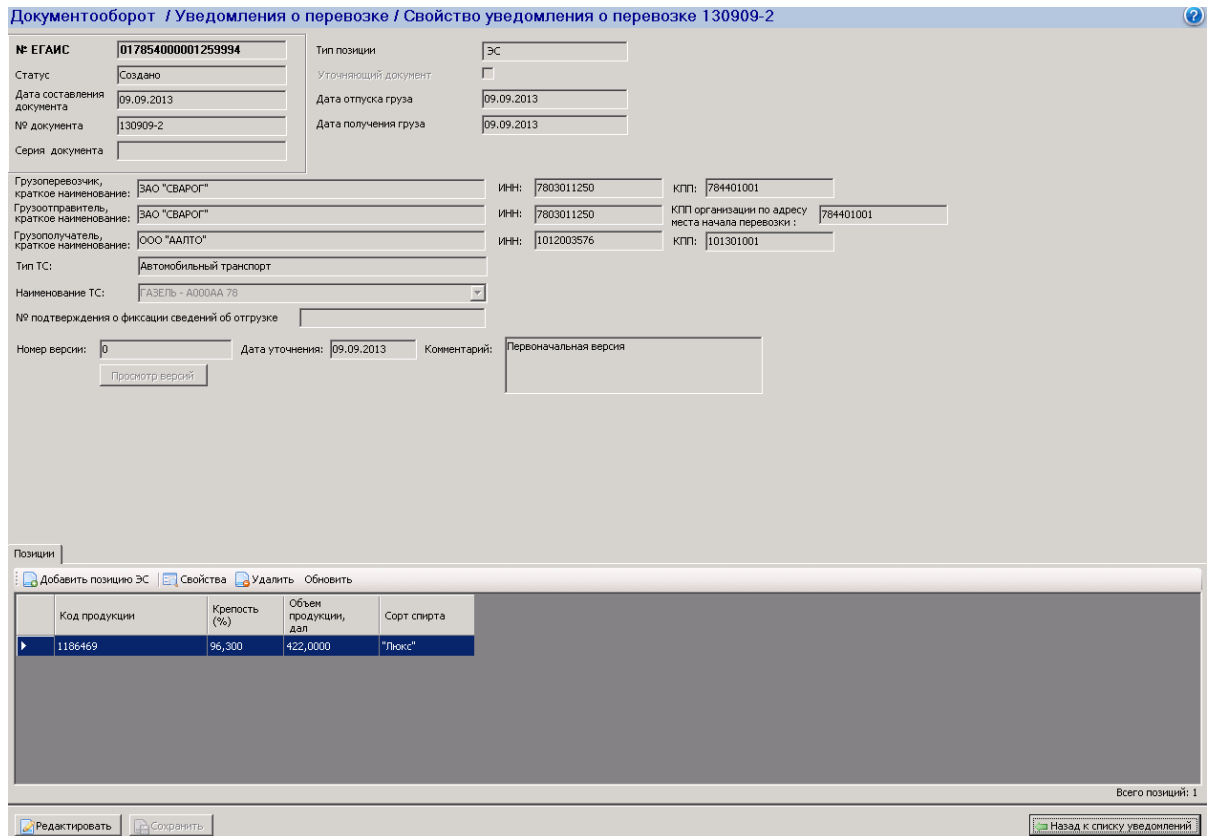 Документооборот / Уведомления о перевозке / Свойство уведомления о перевозке 130909-2
№ ЕГАИС 017854000001259994 Тип позиции ЭС
Статус Создано Уточняющий документ
Дата составления
документа 09.09.2013 Дата отпуска груза 09.09.2013
№ документа 130909-2 Дата получения груза 09.09.2013
Серия документа
Грузоперевозчик,
краткое наименование: ЗАО "СВАРОГ" ИНН: 7803011250 КПП: 784401001
Грузоотправитель,
краткое наименование: ЗАО "СВАРОГ" ИНН: 7803011250 КПП организации по адресу
места начала перевозки : 784401001
Грузополучатель,
краткое наименование: ООО "ААЛТО" ИНН: 1012003576 КПП: 101301001
Тип ТС: Автомобильный транспорт
Наименование ТС: ГАЗЕЛЬ - А000АА 78
№ подтверждения о фиксации сведений об отгрузке
Номер версии: 0 Дата уточнения: 09.09.2013 Комментарий: Первоначальная версия
Просмотр версий
Позиции
Добавить позицию ЭС Свойства Удалить Обновить
Код продукции Крепость
(%) Объем
продукции,
дал Сорт спирта
1186469 96,300 422,0000 "Люкс"
Всего позиций: 1
Редактировать Сохранить Назад к списку уведомлений